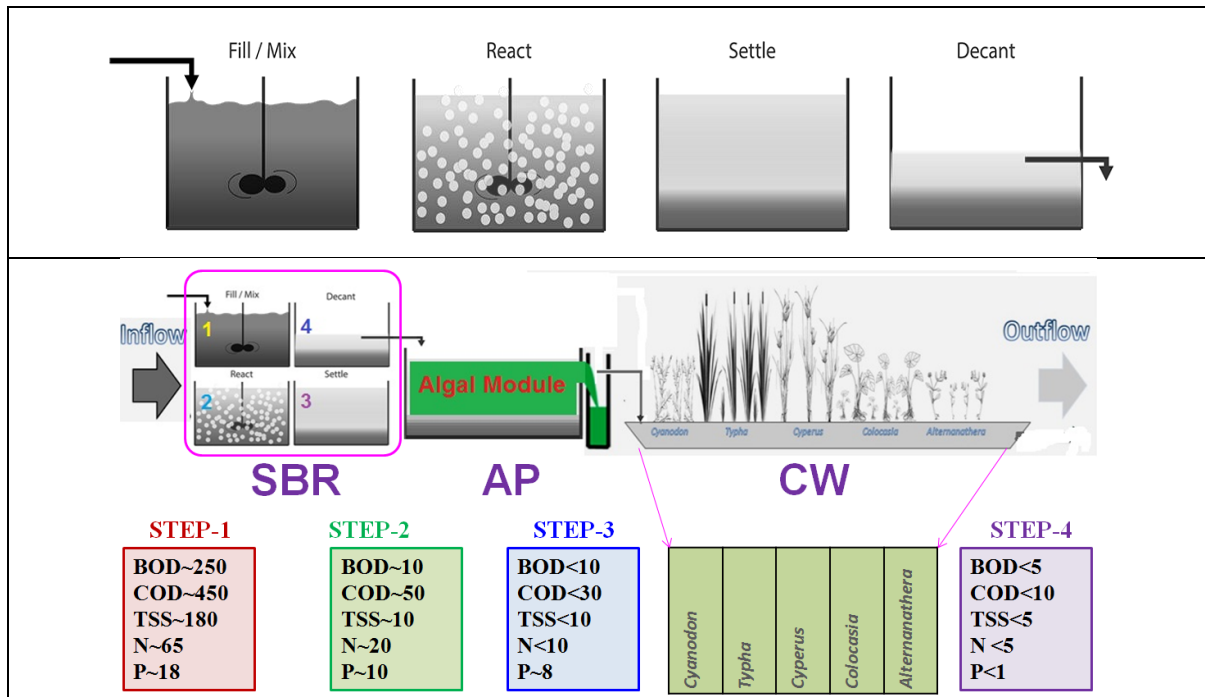 Fill / Mix
React
Settle
Decant
Inflow
Fill / Mix
Decant
1
4
React
Settle
2
3
Algal Module
Cyanodon
Typha
Cyperus
Colocasia
Alternanathera
Outflow
SBR
AP
CW
STEP-1
BOD~250
COD~450
TSS~180
N~65
P~18
STEP-2
BOD~10
COD~50
TSS~10
N~20
P~10
STEP-3
BOD<10
COD<30
TSS<10
N<10
P~8
Cyanodon
Typha
Cyperus
Colocasia
Alternanathera
STEP-4
BOD<5
COD<10
TSS<5
N <5
P<1